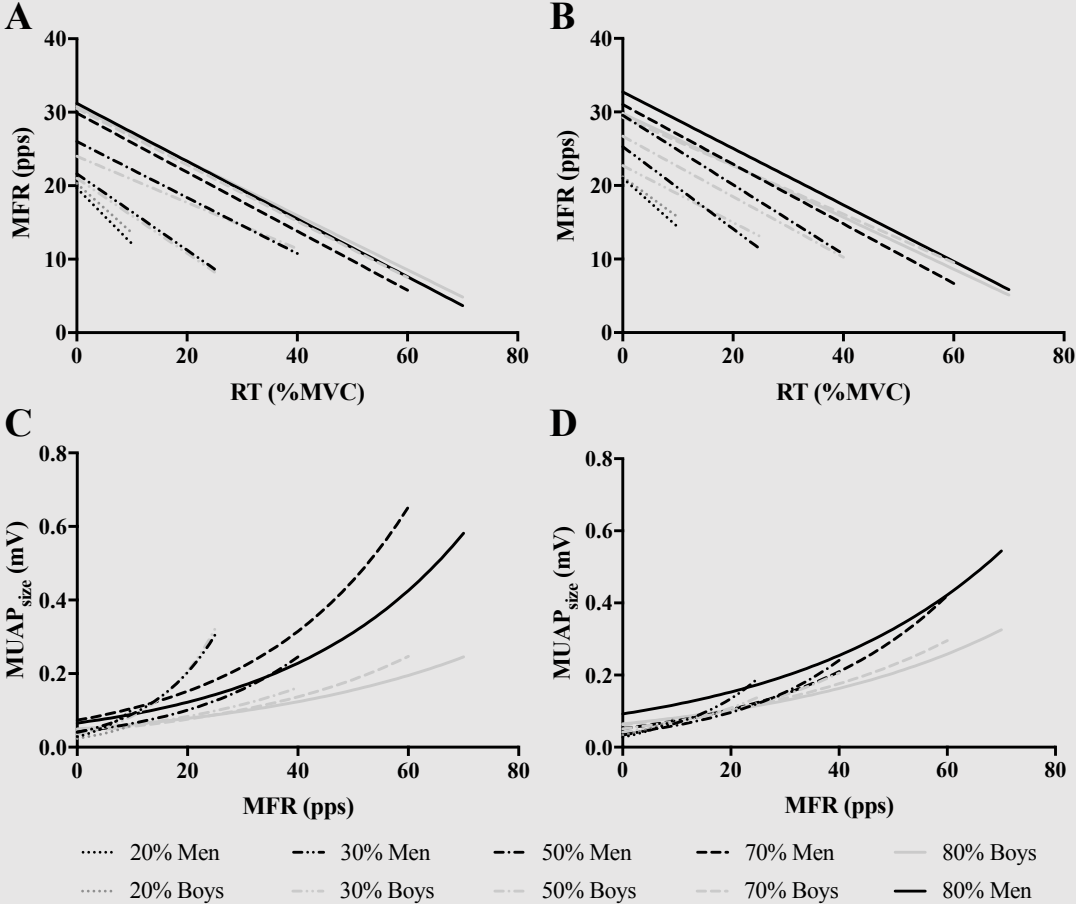 A
B
40
30
20
10
0
MFR (pps)
0 20 40 60 80
RT (%MVC)
40
30
20
10
0
MFR (pps)
0 20 40 60 80
RT (%MVC)
C
D
0.8
0.6
0.4
0.2
0.0
MUAPsize (mV)
0 20 40 60 80
MFR (pps)
0.8
0.6
0.4
0.2
0.0
MUAPsize (mV)
0 20 40 60 80
MFR (pps)
20% Men 30% Men 50% Men 70% Men 80% Boys
20% Boys 30% Boys 50% Boys 70% Boys 80% Men